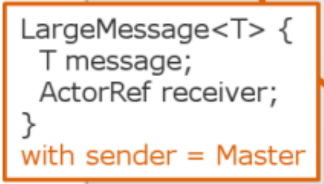 LargeMessage<T> {
T message;
ActorRef receiver;
}
with sender = Master